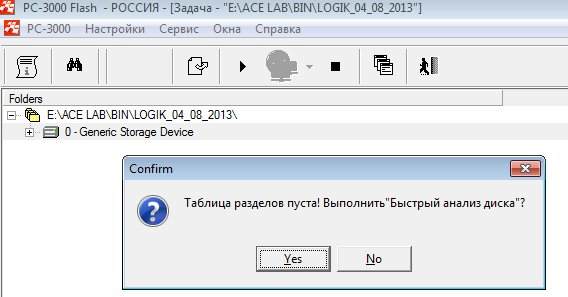 PC-3000 Flash - РОССИЯ - [Задача - "E:\ACE LAB\BIN\LOGIK_04_08_2013"]
PC-3000 Настройки Сервис Окна Справка
Folders
E:\ACE LAB\BIN\LOGIK_04_08_2013\
0 - Generic Storage Device
Confirm
Таблица разделов пуста! Выполнить"Быстрый анализ диска"?
Yes No